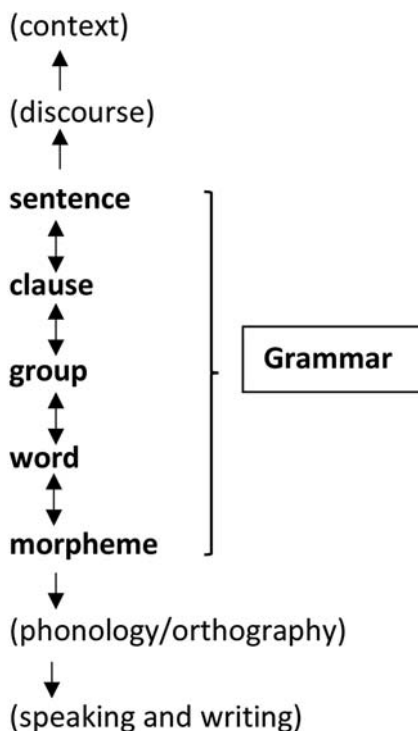 (context)
(discourse)
sentence
clause
group
Grammar
word
morpheme
(phonology/orthography)
(speaking and writing)